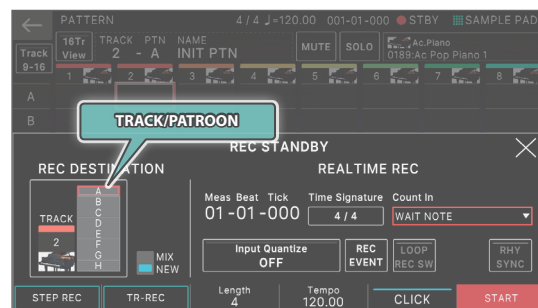 PATTERN 4 / 4 ♩=120.00 001-01-000 STBY SAMPLE PAD
Track 9-16 16Tr View TRACK 2 - PTN A NAME INIT PTN MUTE SOLO Ac.Piano 0189:Ac Pop Piano 1
1 2 3 4 5 6 7 8
A
B
TRACK/PATROON
REC STANDBY
REC DESTINATION REALTIME REC
Meas Beat Tick Time Signature Count In
01-01-000 4 / 4 WAIT NOTE
TRACK
2
A
B
C
D
E
F
G
H
MIX
NEW
Input Quantize OFF REC EVENT LOOP REC SW RHY SYNC
STEP REC TR-REC Length 4 Tempo 120.00 CLICK START